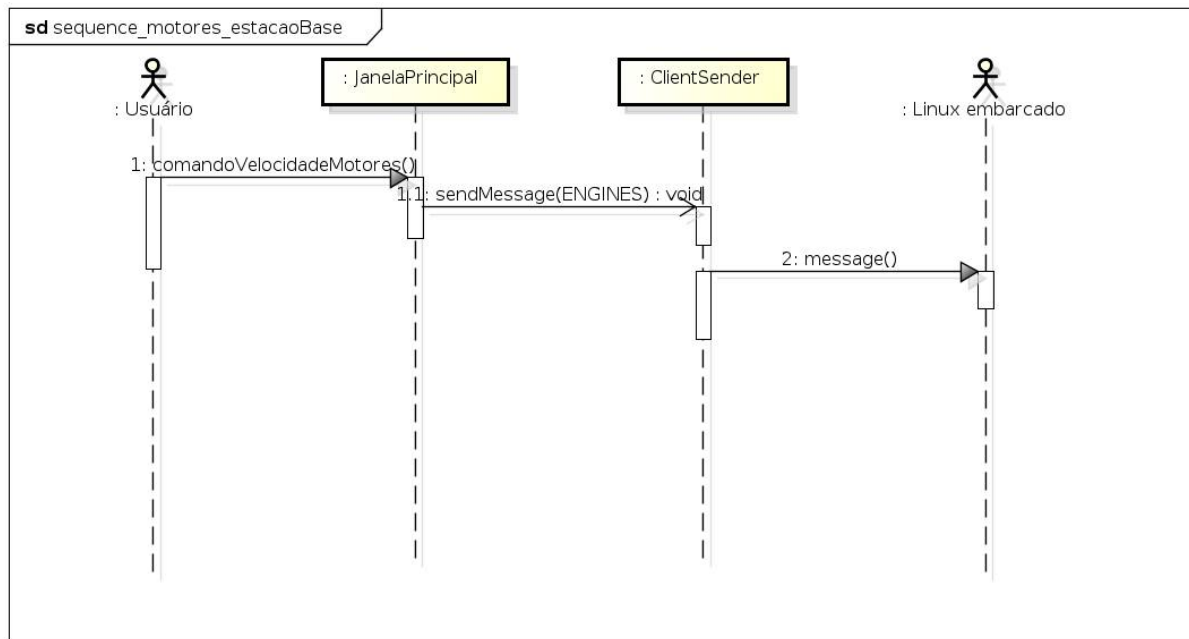 sd sequence_motores_estacaoBase
: Usuário
: JanelaPrincipal
: ClientSender
: Linux embarcado
1: comandoVelocidadeMotores()
1.1: sendMessage(ENGINES) : void
2: message()